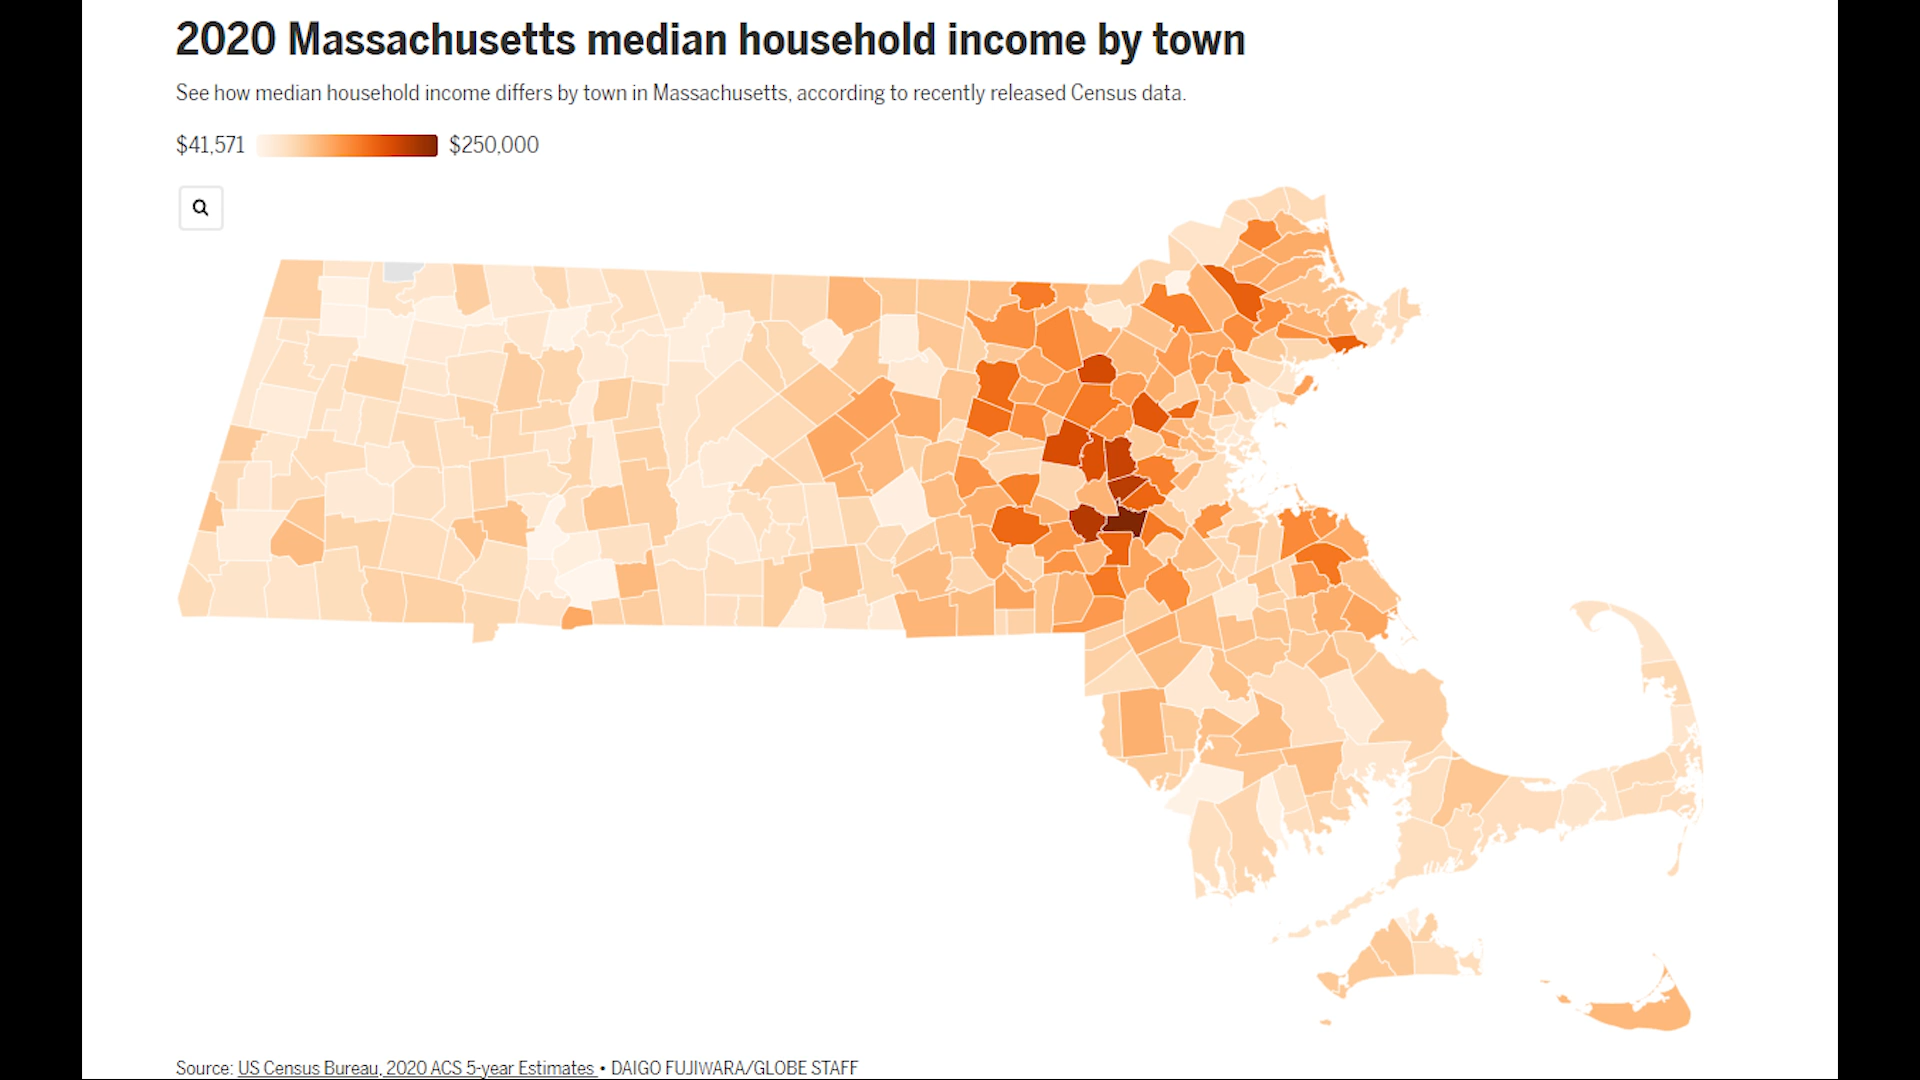 2020 Massachusetts median household income by town
See how median household income differs by town in Massachusetts, according to recently released Census data.
$41,571 $250,000
Source: US Census Bureau, 2020 ACS 5-year Estimates • DAIGO FUJIWARA/GLOBE STAFF